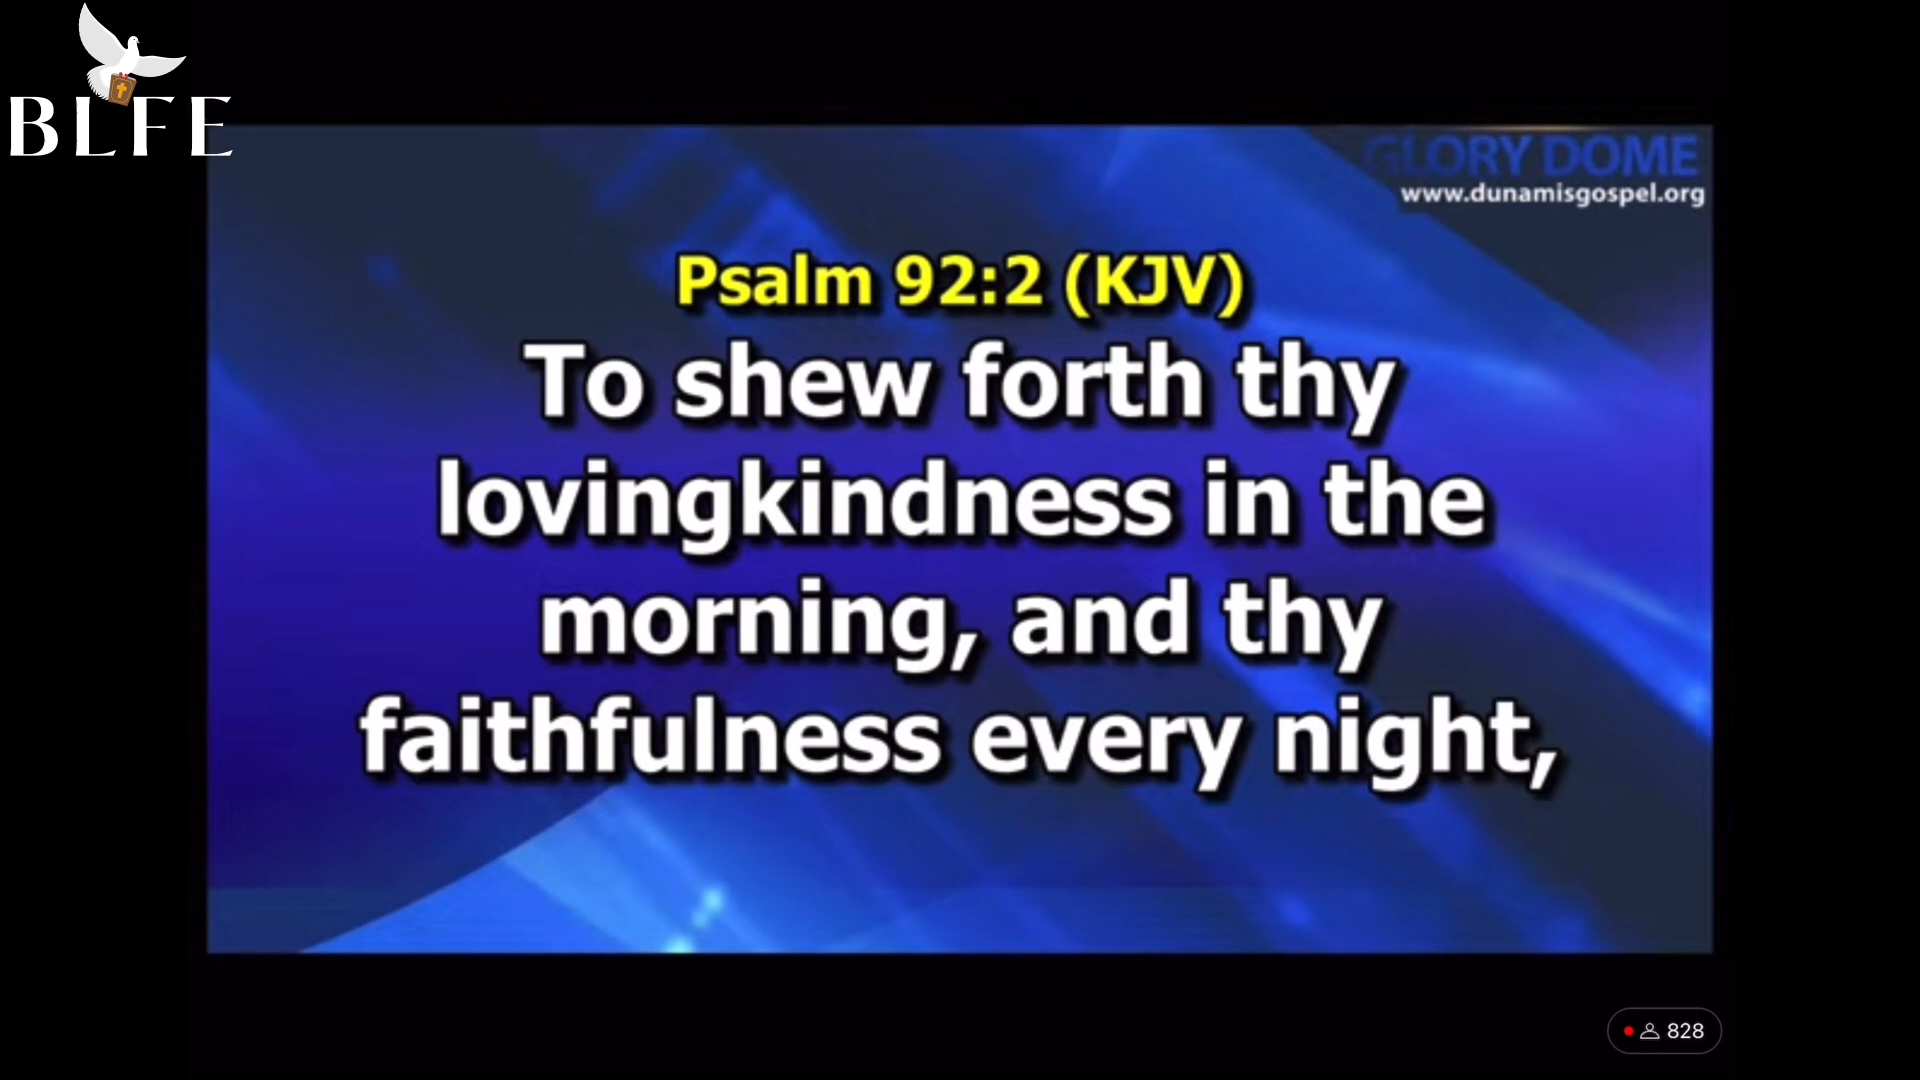 BLFE
GLORY DOME
www.dunamisgospel.org
Psalm 92:2 (KJV)
To shew forth thy
lovingkindness in the
morning, and thy
faithfulness every night,
828